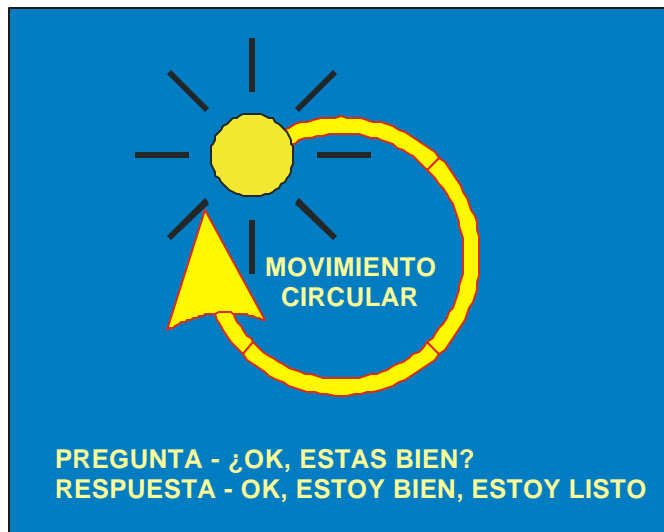 MOVIMIENTO
CIRCULAR
PREGUNTA - ¿OK, ESTAS BIEN?
RESPUESTA - OK, ESTOY BIEN, ESTOY LISTO